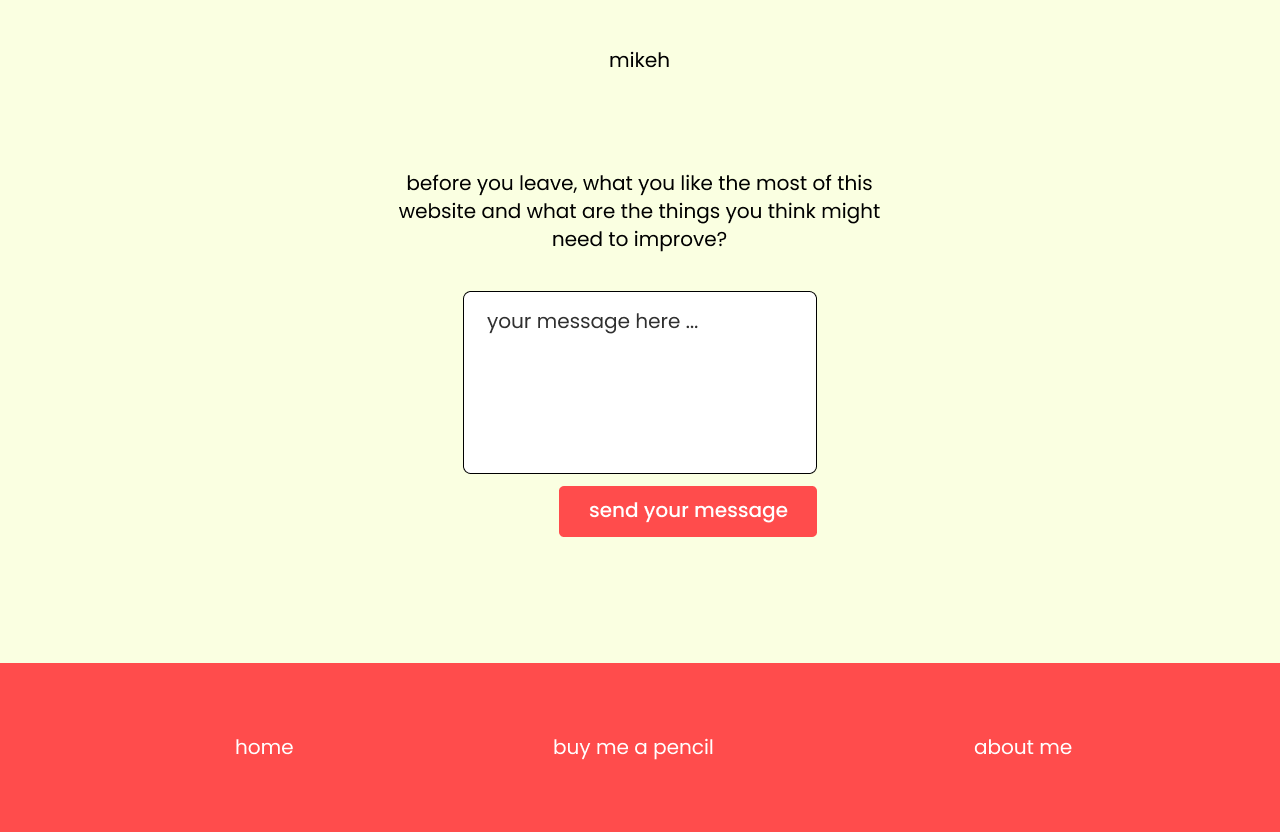 mikeh
before you leave, what you like the most of this
website and what are the things you think might
need to improve?
your message here ...
send your message
home
buy me a pencil
about me